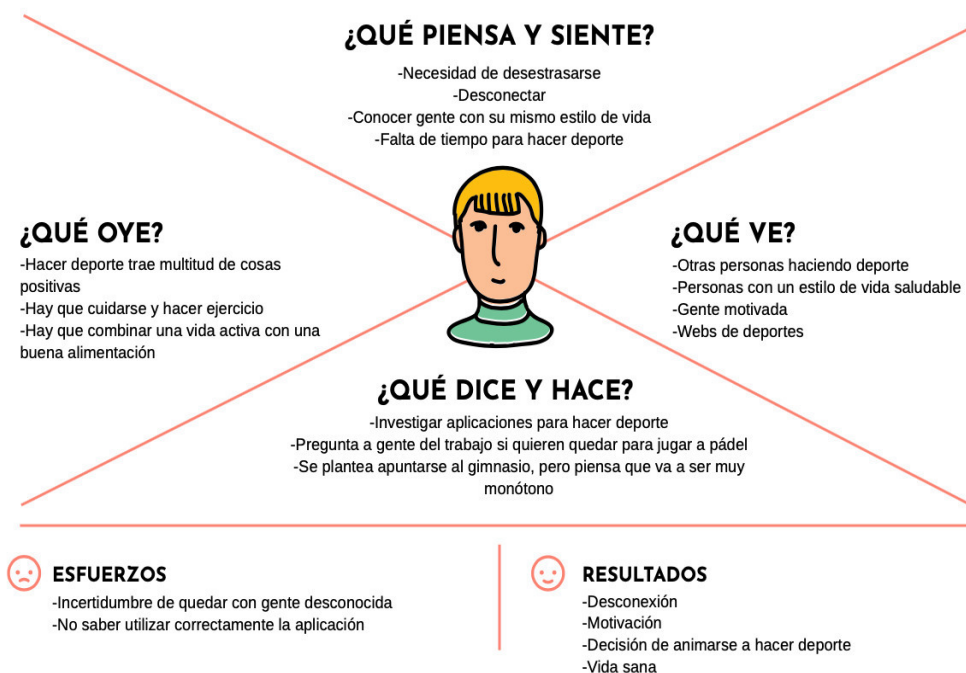 ¿QUÉ PIENSA Y SIENTE?
-Necesidad de desestrasarse
-Desconectar
-Conocer gente con su mismo estilo de vida
-Falta de tiempo para hacer deporte
¿QUÉ OYE?
-Hacer deporte trae multitud de cosas
positivas
-Hay que cuidarse y hacer ejercicio
-Hay que combinar una vida activa con una
buena alimentación
¿QUÉ VE?
-Otras personas haciendo deporte
-Personas con un estilo de vida saludable
-Gente motivada
-Webs de deportes
¿QUÉ DICE Y HACE?
-Investigar aplicaciones para hacer deporte
-Pregunta a gente del trabajo si quieren quedar para jugar a pádel
-Se plantea apuntarse al gimnasio, pero piensa que va a ser muy
monótono
ESFUERZOS
-Incertidumbre de quedar con gente desconocida
-No saber utilizar correctamente la aplicación
RESULTADOS
-Desconexión
-Motivación
-Decisión de animarse a hacer deporte
-Vida sana